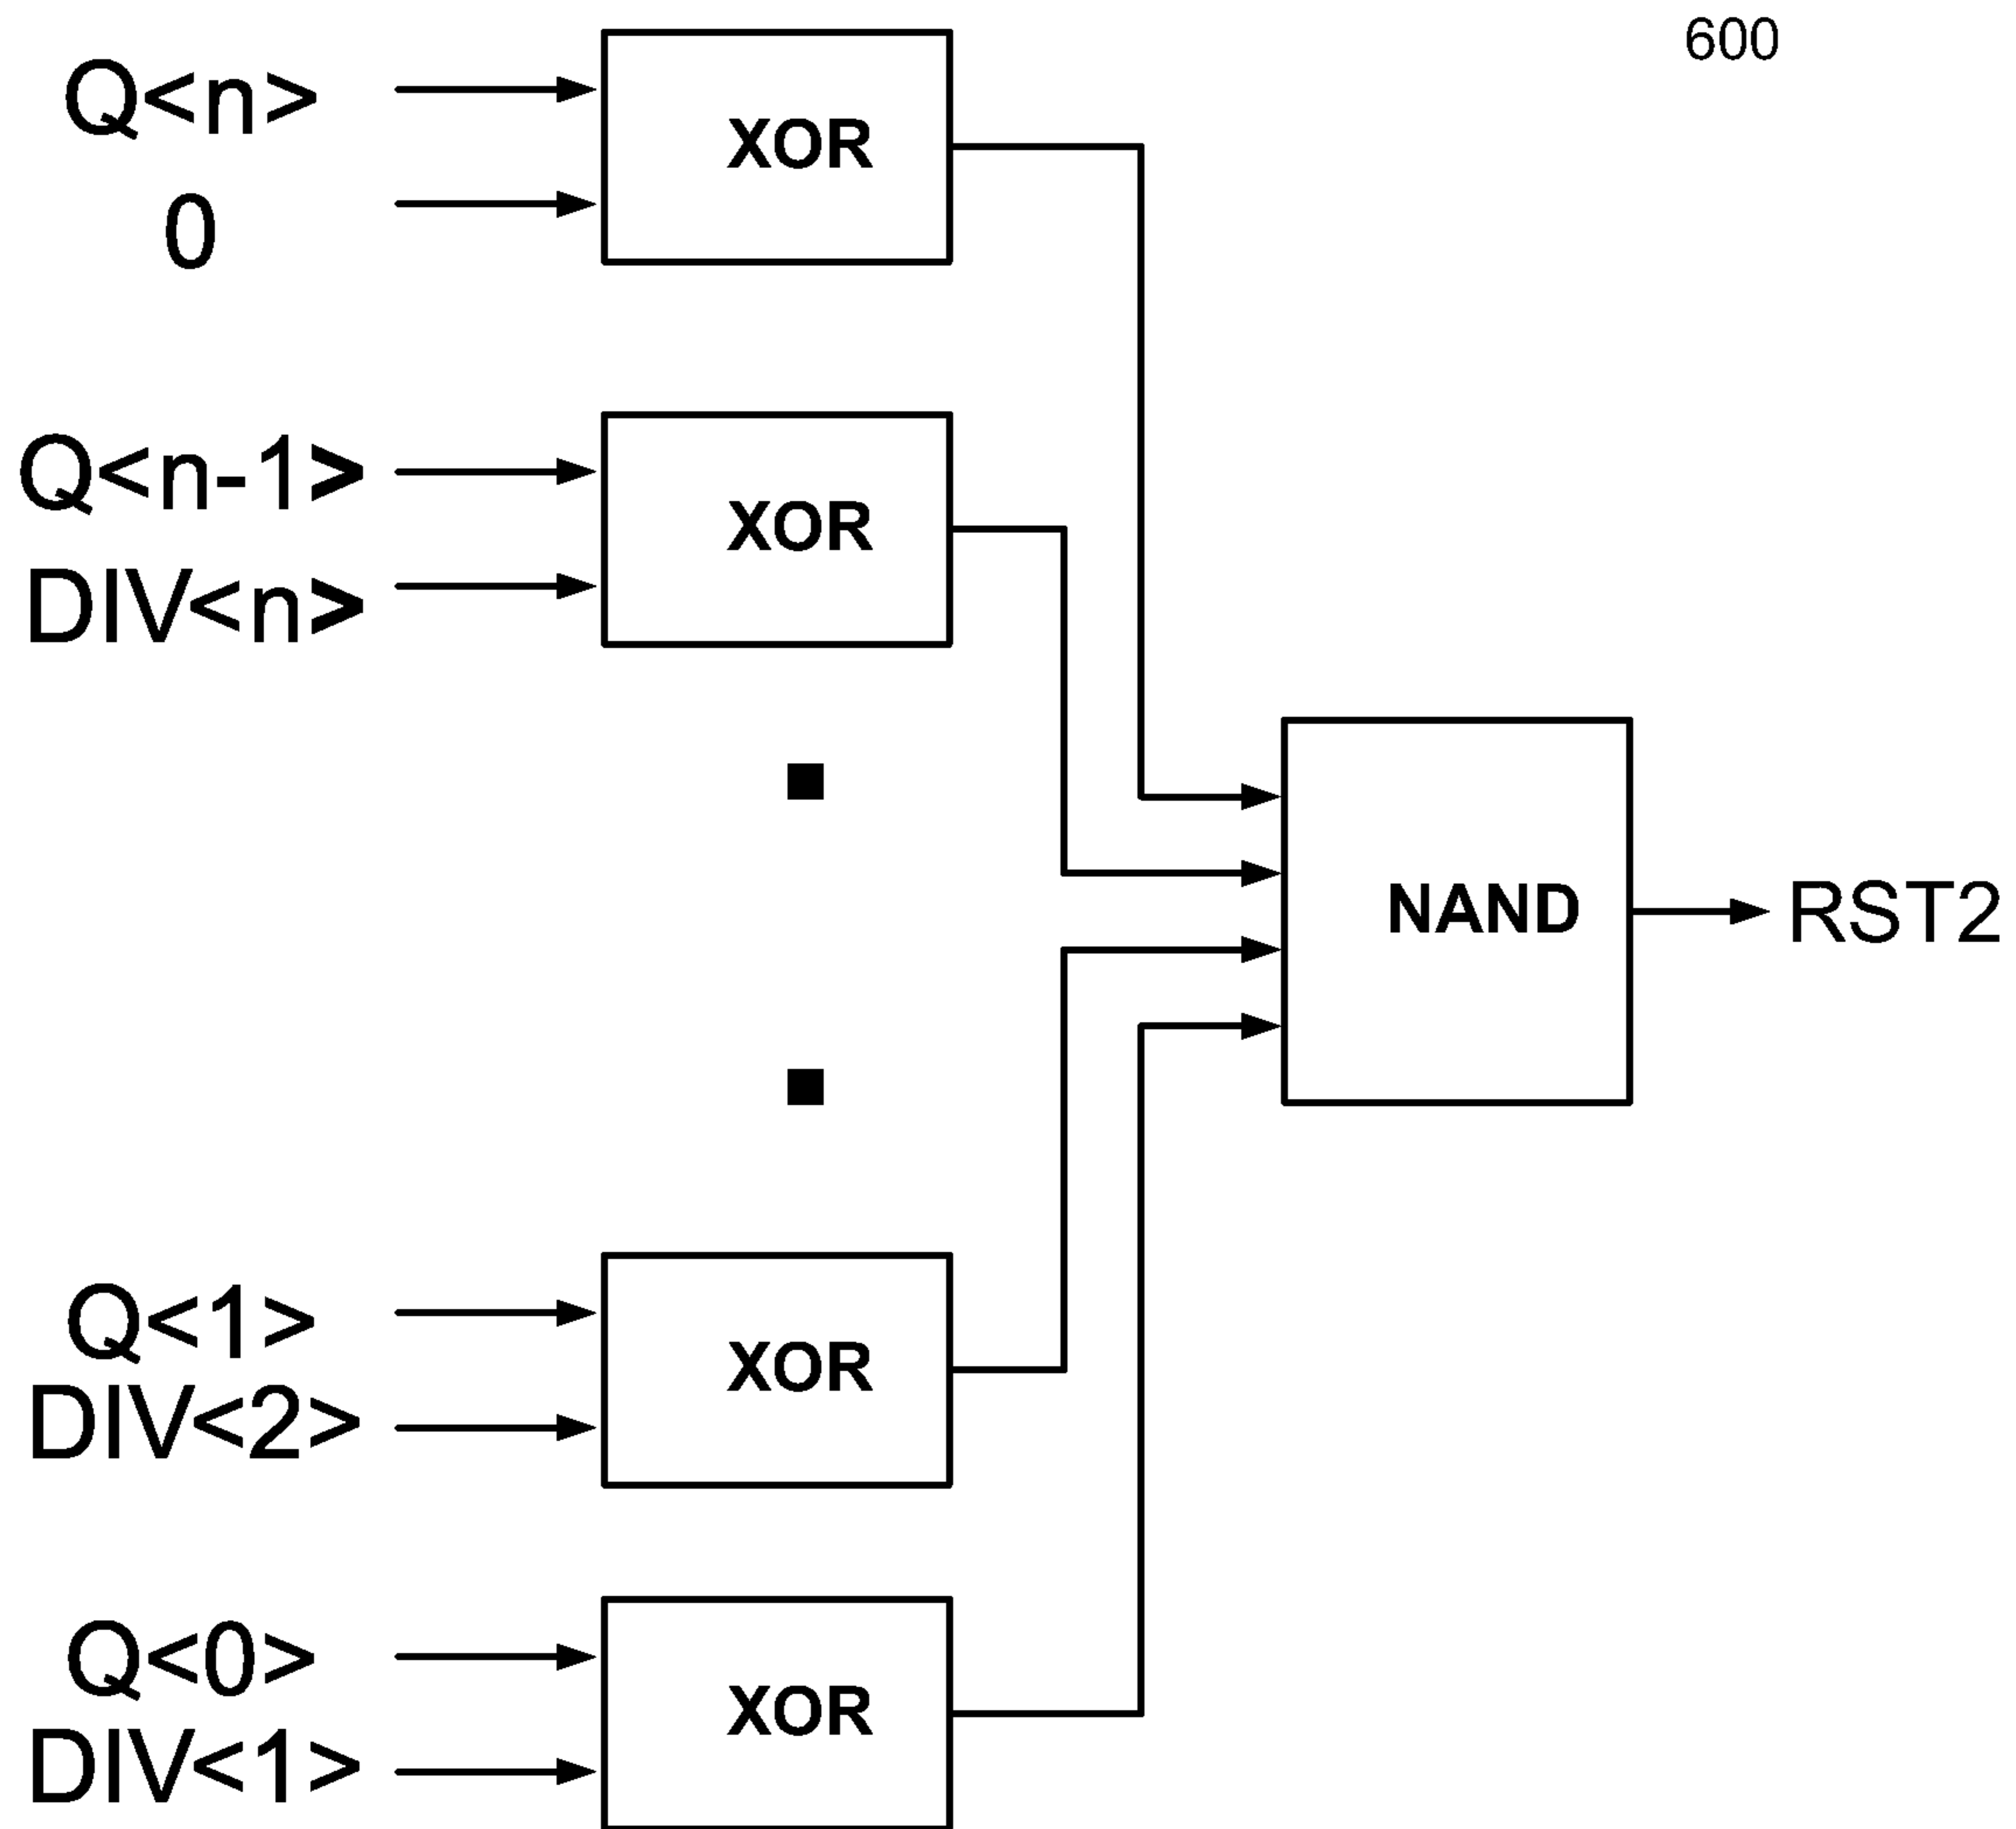 600
Q<n>
XOR
0
Q<n-1>
XOR
DIV<n>
NAND
RST2
Q<1>
XOR
DIV<2>
Q<0>
XOR
DIV<1>